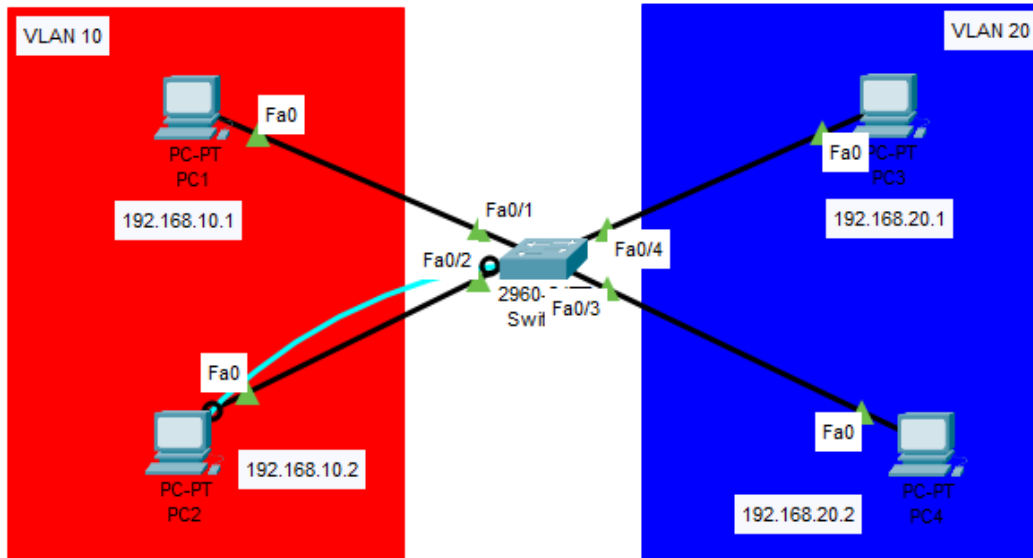 VLAN 10
VLAN 20
Fa0
PC-PT
PC1
192.168.10.1
Fa0
PC-PT
PC3
192.168.20.1
Fa0/1
Fa0/2
Fa0/4
2960-
Fa0/3
Swit
Fa0
PC-PT
PC2
192.168.10.2
Fa0
PC-PT
PC4
192.168.20.2